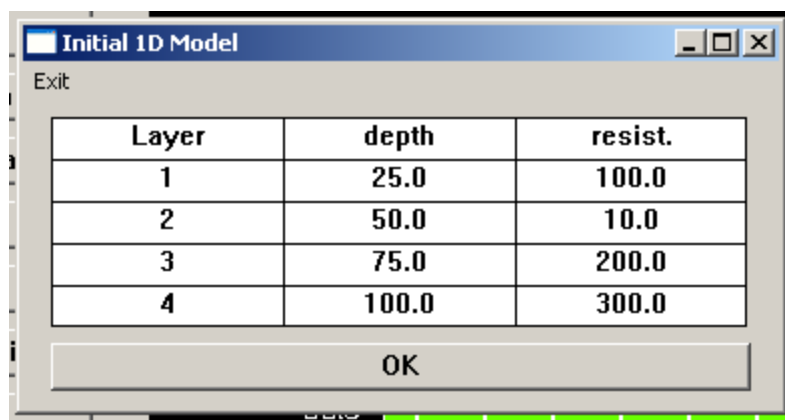 Initial 1D Model
Exit
Layer depth resist.
1 25.0 100.0
2 50.0 10.0
3 75.0 200.0
4 100.0 300.0
OK